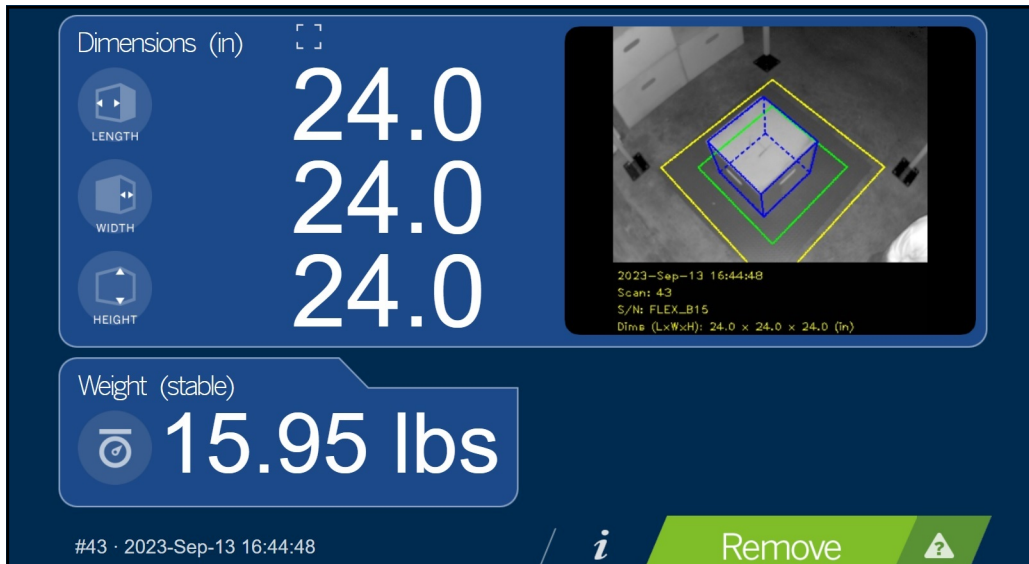 Dimensions (in)
LENGTH
24.0
WIDTH
24.0
HEIGHT
24.0
2023-Sep-13 16:44:48
Scan: 43
S/N: FLEX_B15
Dims (LxWxH): 24.0 x 24.0 x 24.0 (in)
Weight (stable)
15.95 lbs
#43 · 2023-Sep-13 16:44:48
i
Remove
?